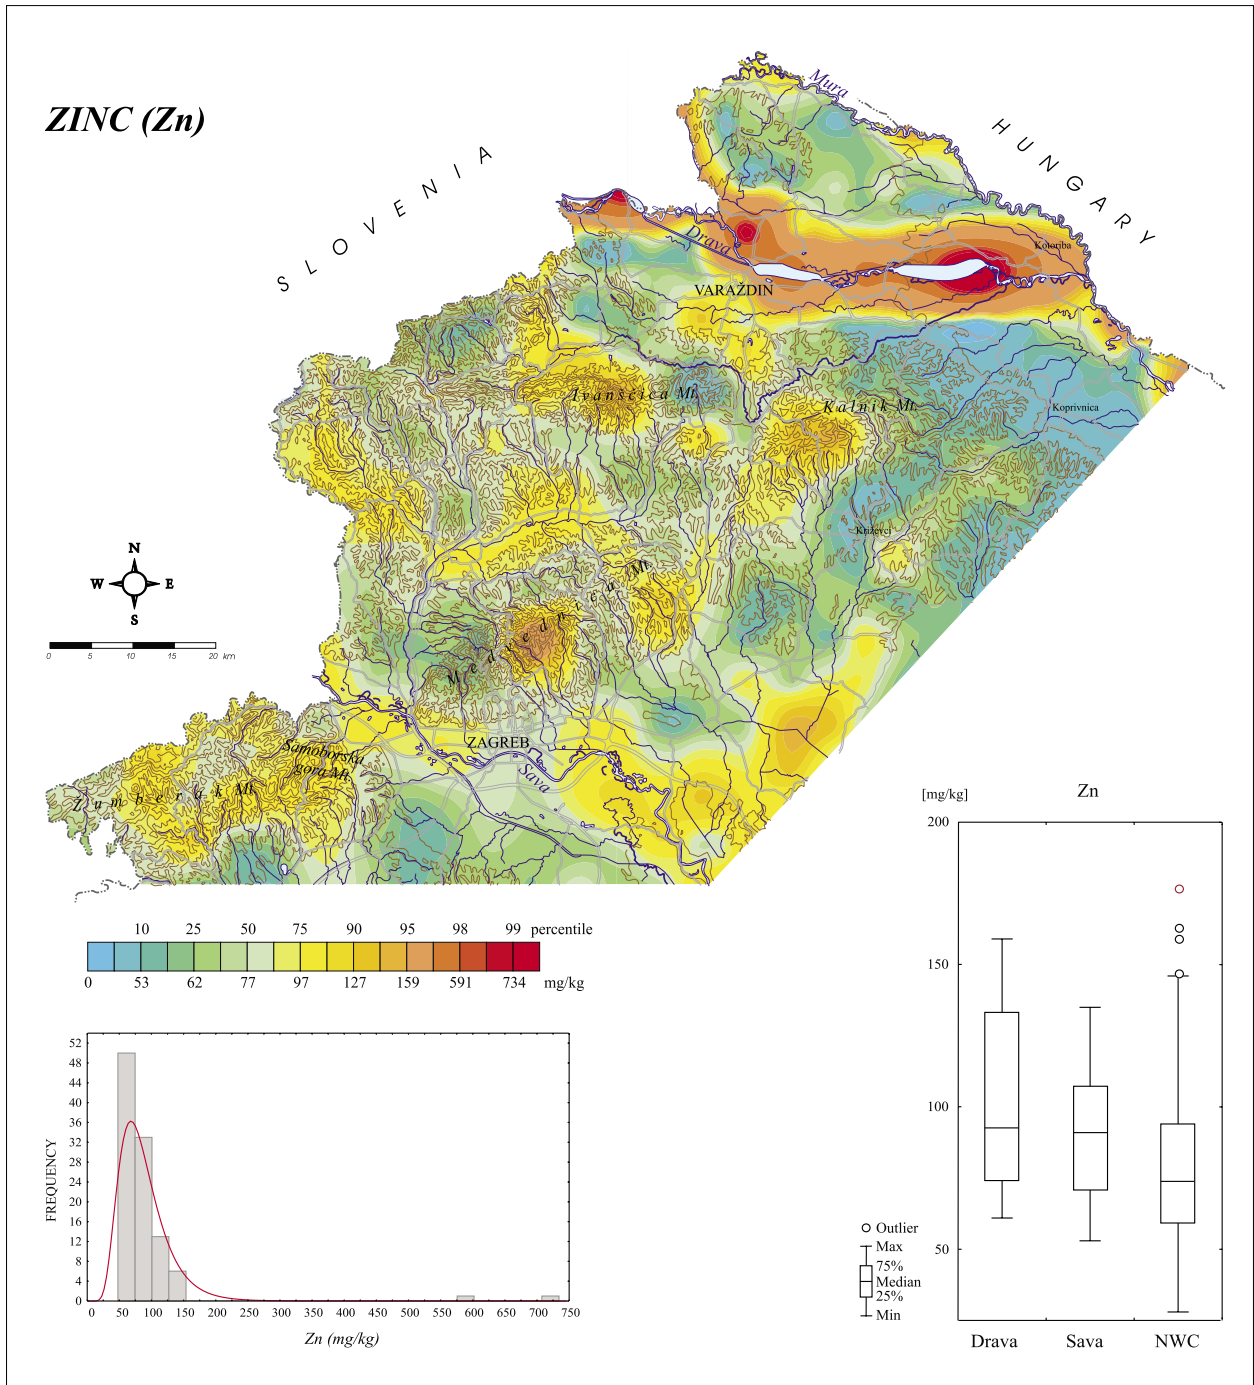 ZINC (Zn)
SLOVENIA
HUNGARY
Mura
Drava
Kotoriba
VARAŽDIN
Ivanščica Mt.
Kalnik Mt.
Koprivnica
Križevci
Medvednica Mt.
N
W E
S
0 5 10 15 20 km
Samoborska
gora Mt.
Žumberak Mt.
ZAGREB
Sava
10 25 50 75 90 95 98 99 percentile
0 53 62 77 97 127 159 591 734 mg/kg
52
48
44
40
36
32
28
24
20
16
12
8
4
0
FREQUENCY
0 50 100 150 200 250 300 350 400 450 500 550 600 650 700 750
Zn (mg/kg)
[mg/kg] Zn
200
150
100
50
Outlier
Max
75%
Median
25%
Min
Drava Sava NWC